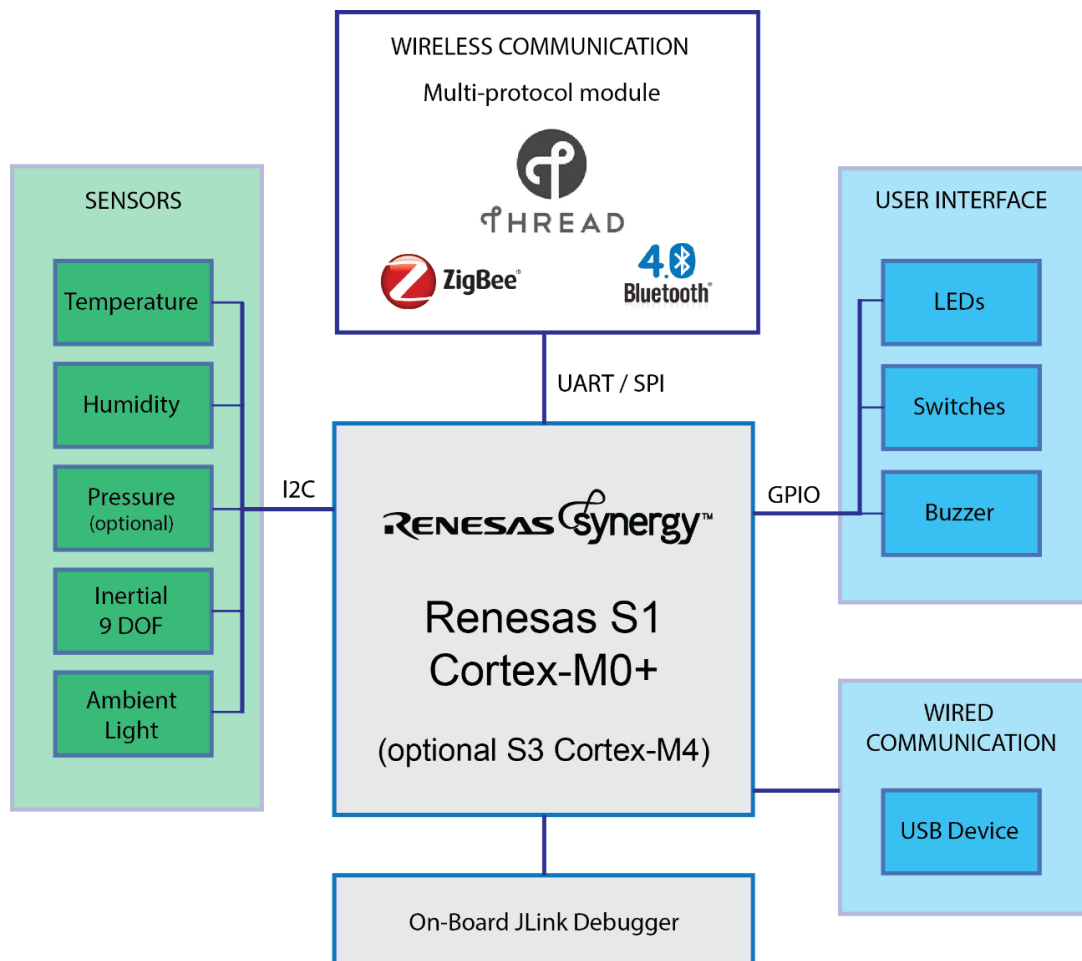 WIRELESS COMMUNICATION
Multi-protocol module
THREAD
ZigBee®
4.0
Bluetooth®
SENSORS
Temperature
Humidity
Pressure
(optional)
Inertial
9 DOF
Ambient
Light
I2C
UART / SPI
RENESAS synergy™
Renesas S1
Cortex-M0+
(optional S3 Cortex-M4)
GPIO
USER INTERFACE
LEDs
Switches
Buzzer
WIRED
COMMUNICATION
USB Device
On-Board JLink Debugger